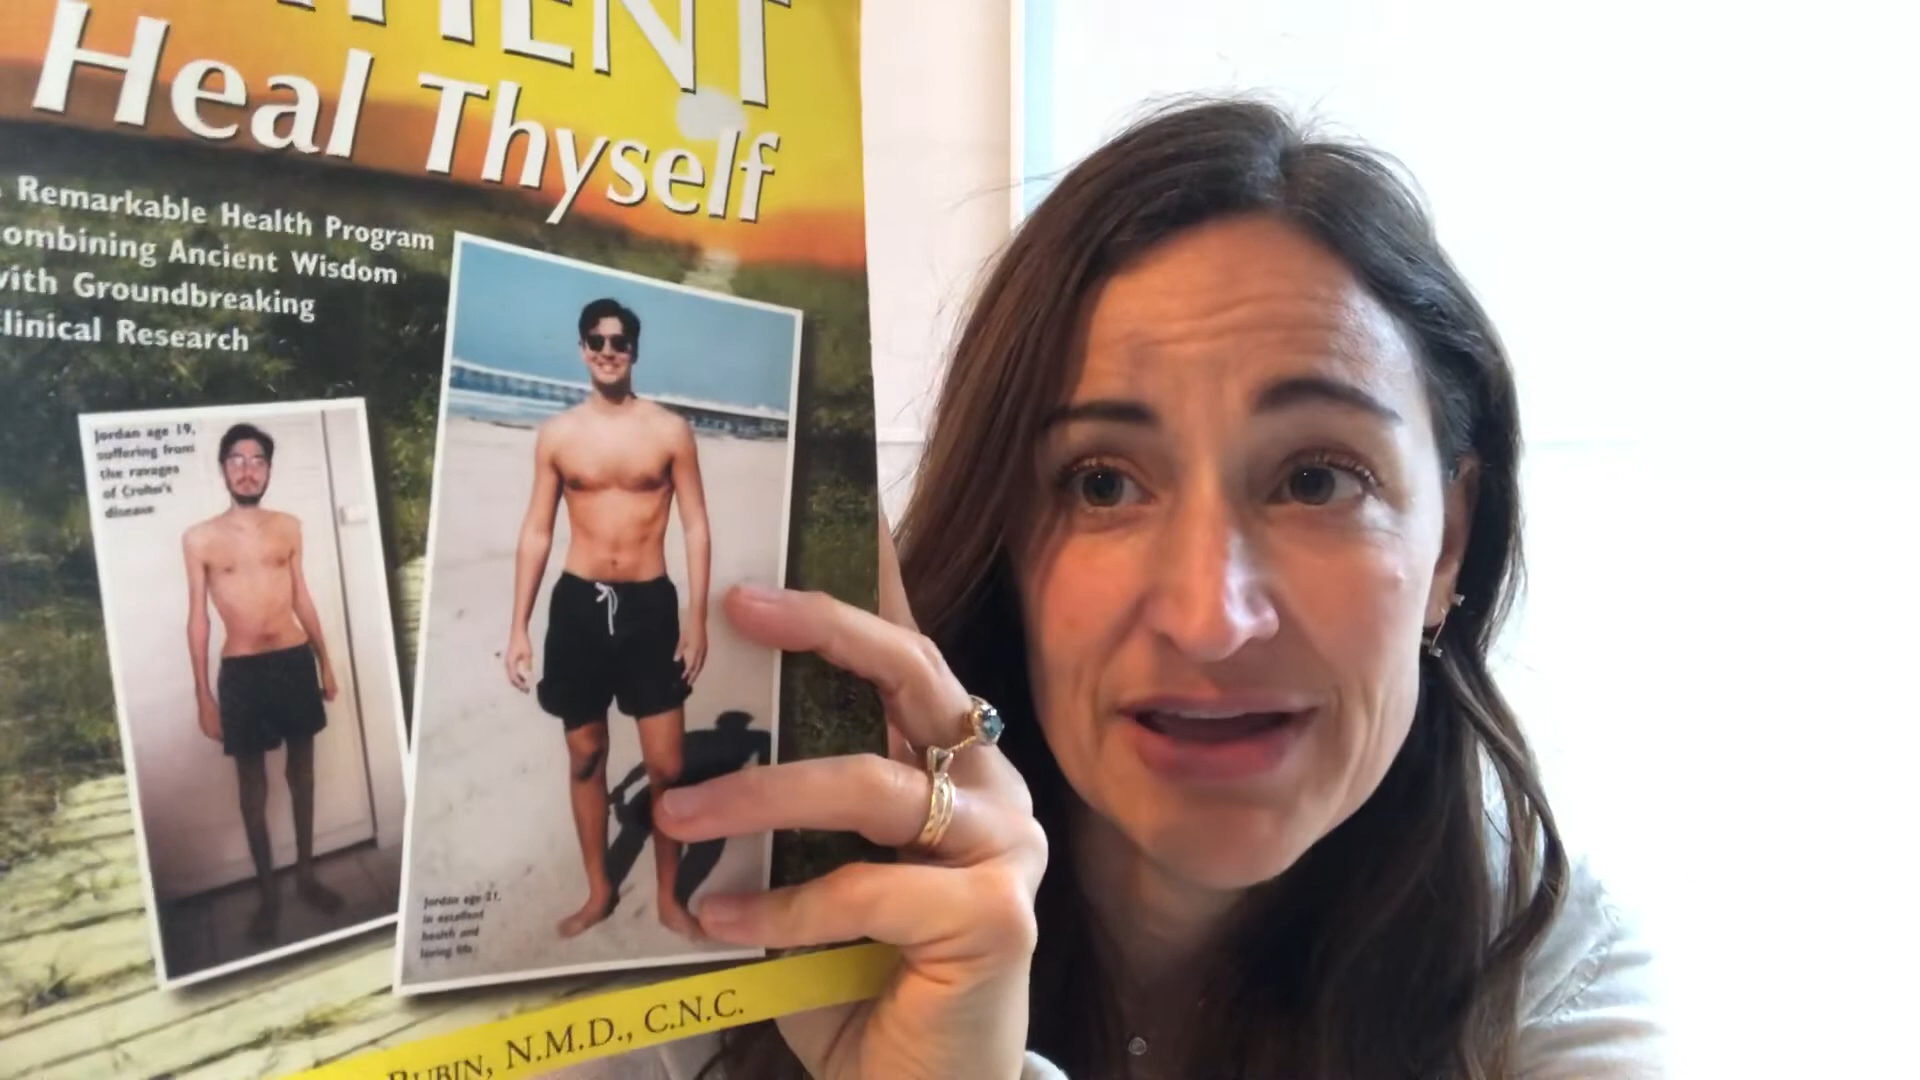 Heal Thyself
Remarkable Health Program
ombining Ancient Wisdom
with Groundbreaking
linical Research
Jordan age 19,
suffering from
the ravages
of Crohn's
disease
Jordan age 21,
in excellent
health and
loving life
RUBIN, N.M.D., C.N.C.